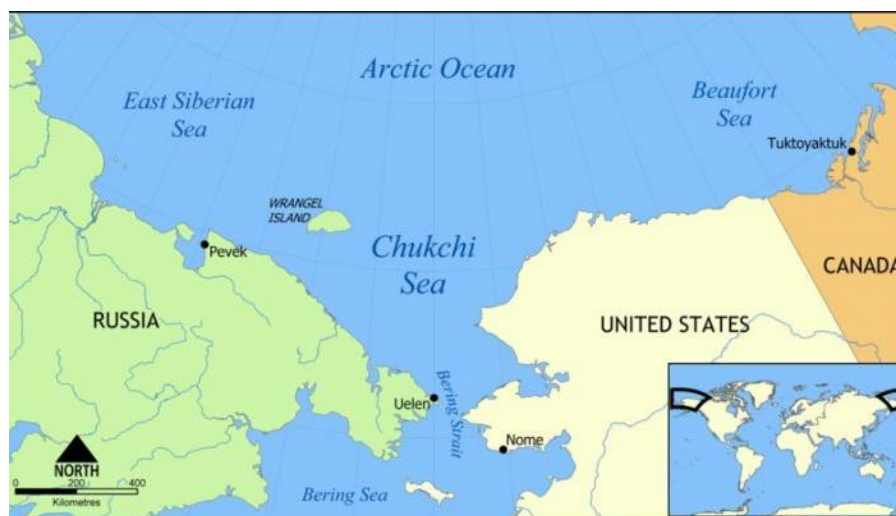 Arctic Ocean
East Siberian
Sea
Beaufort
Sea
Tuktoyaktuk
WRANGEL
ISLAND
Pevek
Chukchi
Sea
CANADA
RUSSIA
UNITED STATES
Uelen
Bering Strait
Nome
NORTH
0 200 400
Kilometres
Bering Sea